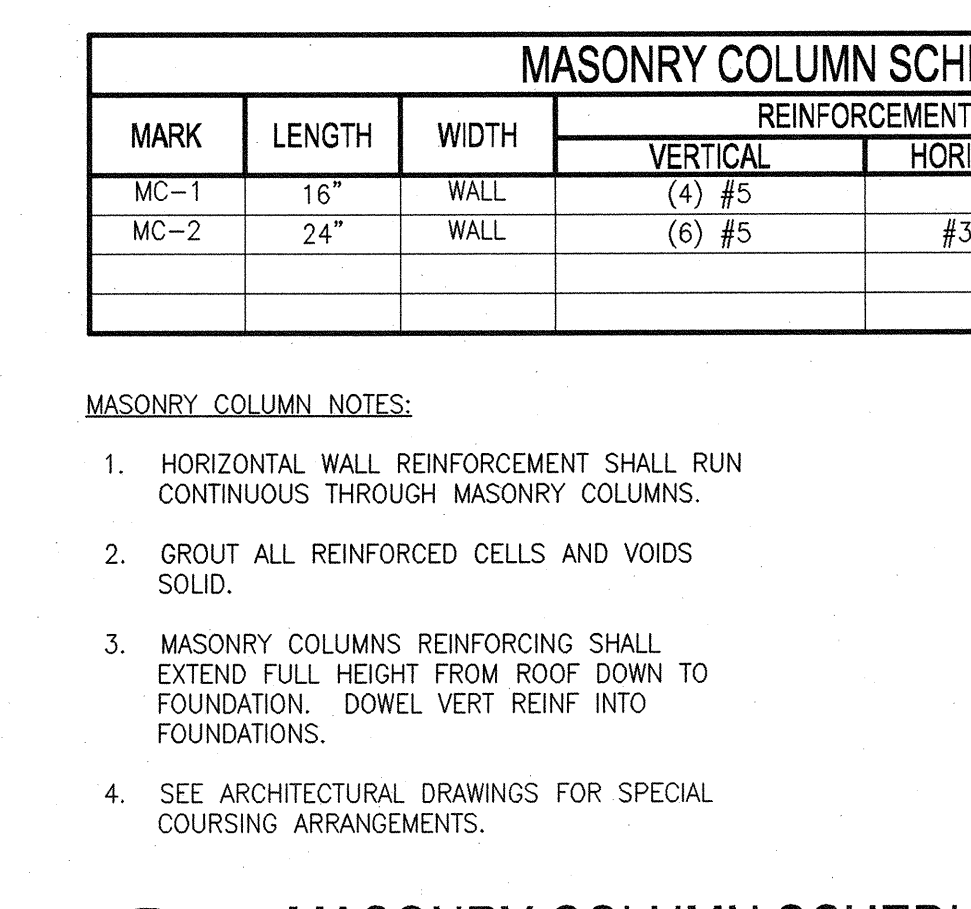 MASONRY COLUMN
REINFORCEMENT
MARK LENGTH WIDTH
VERTICAL
MC-1 16" WALL (4) #5
MC-2 24" WALL (6) #5 #3
MASONRY COLUMN NOTES:
1. HORIZONTAL WALL REINFORCEMENT SHALL RUN
CONTINUOUS THROUGH MASONRY COLUMNS.
2. GROUT ALL REINFORCED CELLS AND VOIDS
SOLID.
3. MASONRY COLUMNS REINFORCING SHALL
EXTEND FULL HEIGHT FROM ROOF DOWN TO
FOUNDATION. DOWEL VERT REINF INTO
FOUNDATIONS.
4. SEE ARCHITECTURAL DRAWINGS FOR SPECIAL
COURSING ARRANGEMENTS.